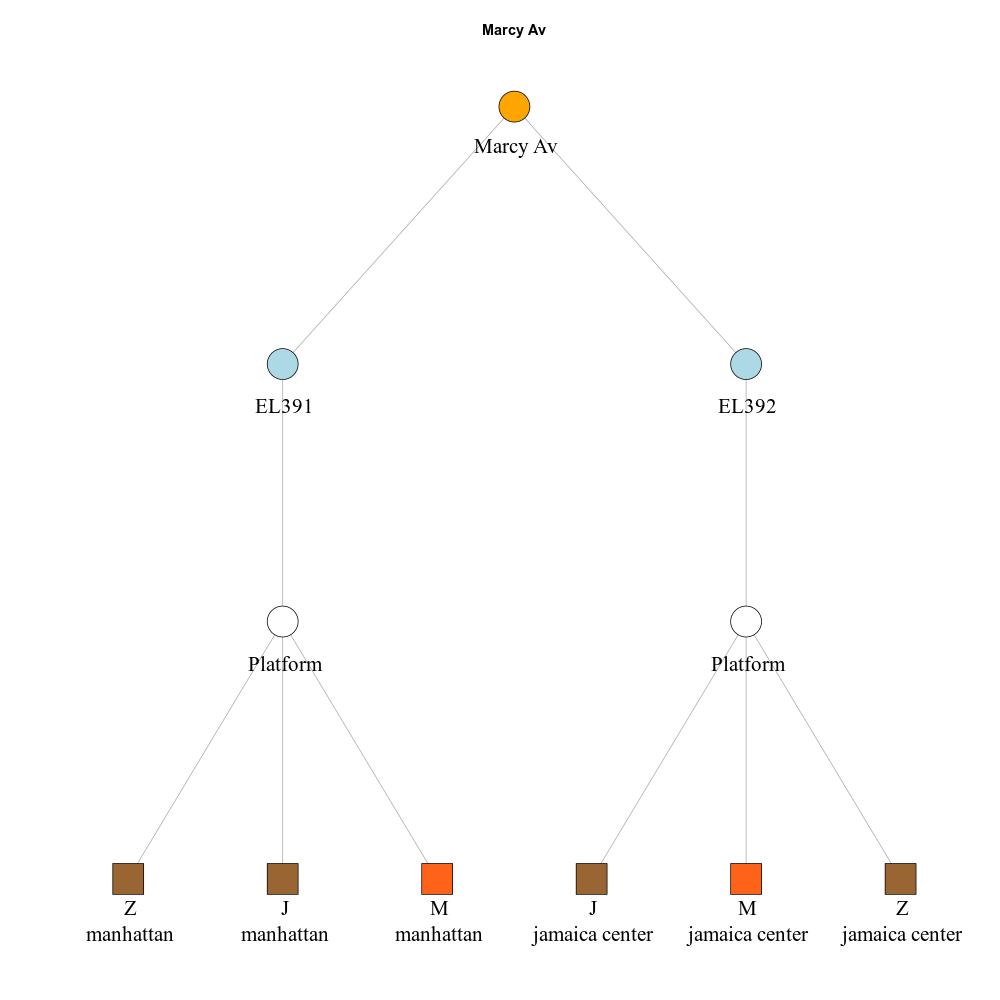 Marcy Av
Marcy Av
EL391
EL392
Platform
Platform
Z
manhattan
J
manhattan
M
manhattan
J
jamaica center
M
jamaica center
Z
jamaica center